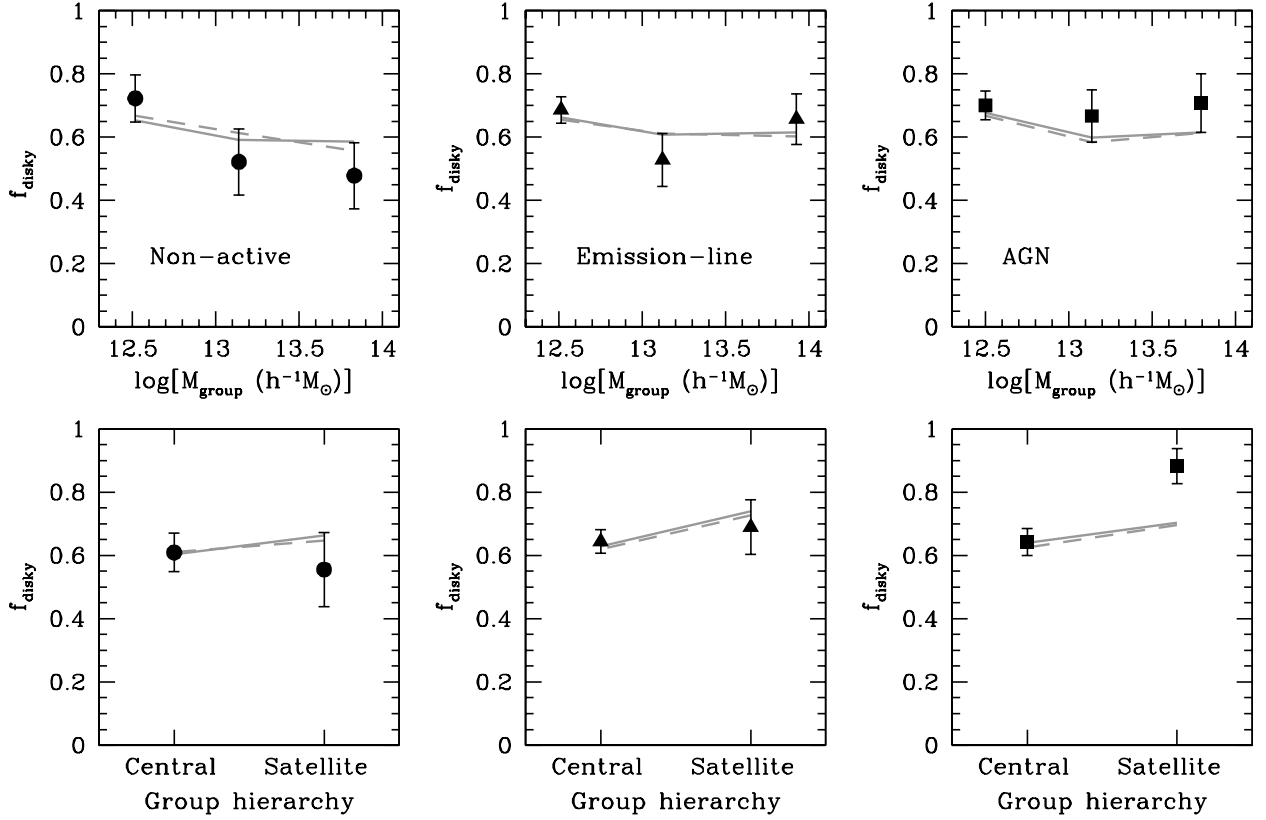 1 1 1
0.8 0.8 0.8
0.6 0.6 0.6
f_disky f_disky f_disky
0.4 0.4 0.4
Non−active Emission−line AGN
0.2 0.2 0.2
0 0 0
12.5 13 13.5 14 12.5 13 13.5 14 12.5 13 13.5 14
log[M_group (h⁻¹M_⊙)] log[M_group (h⁻¹M_⊙)] log[M_group (h⁻¹M_⊙)]
1 1 1
0.8 0.8 0.8
0.6 0.6 0.6
f_disky f_disky f_disky
0.4 0.4 0.4
0.2 0.2 0.2
0 0 0
Central Satellite Central Satellite Central Satellite
Group hierarchy Group hierarchy Group hierarchy